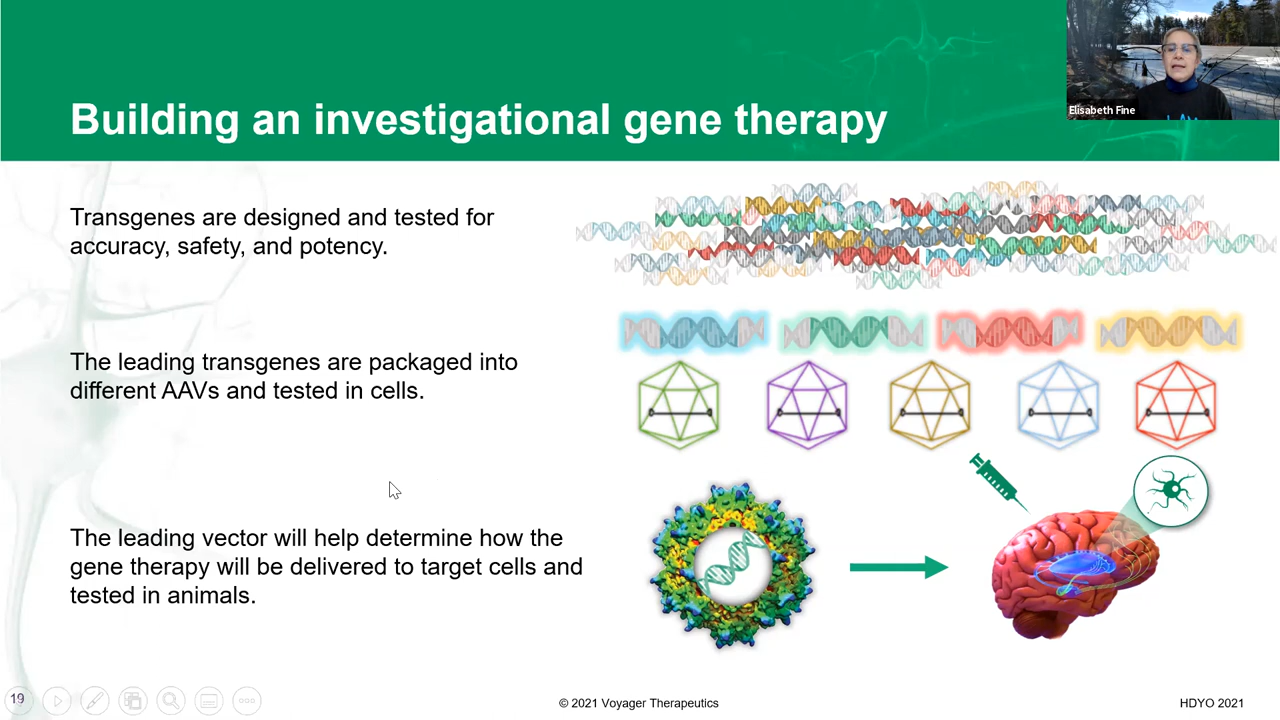 Elisabeth Fine
Building an investigational gene therapy
Transgenes are designed and tested for
accuracy, safety, and potency.
The leading transgenes are packaged into
different AAVs and tested in cells.
The leading vector will help determine how the
gene therapy will be delivered to target cells and
tested in animals.
19
© 2021 Voyager Therapeutics
HDYO 2021